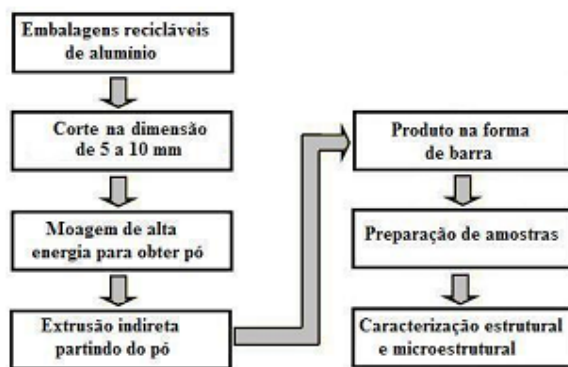 Embalagens recicláveis
de alumínio
Corte na dimensão
de 5 a 10 mm
Moagem de alta
energia para obter pó
Extrusão indireta
partindo do pó
Produto na forma
de barra
Preparação de amostras
Caracterização estrutural
e microestrutural